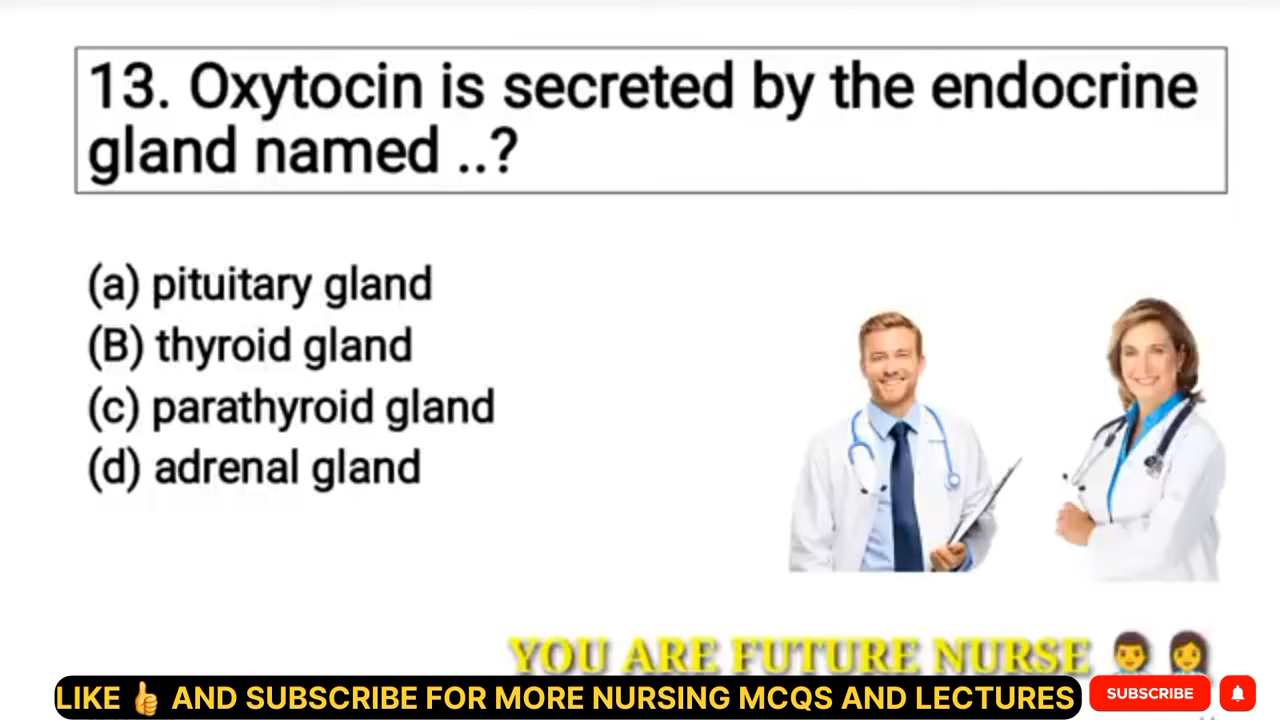 13. Oxytocin is secreted by the endocrine
gland named ..?
(a) pituitary gland
(B) thyroid gland
(c) parathyroid gland
(d) adrenal gland
YOU ARE FUTURE NURSE 👨‍⚕️ 👩‍⚕️
LIKE 👍 AND SUBSCRIBE FOR MORE NURSING MCQS AND LECTURES
SUBSCRIBE